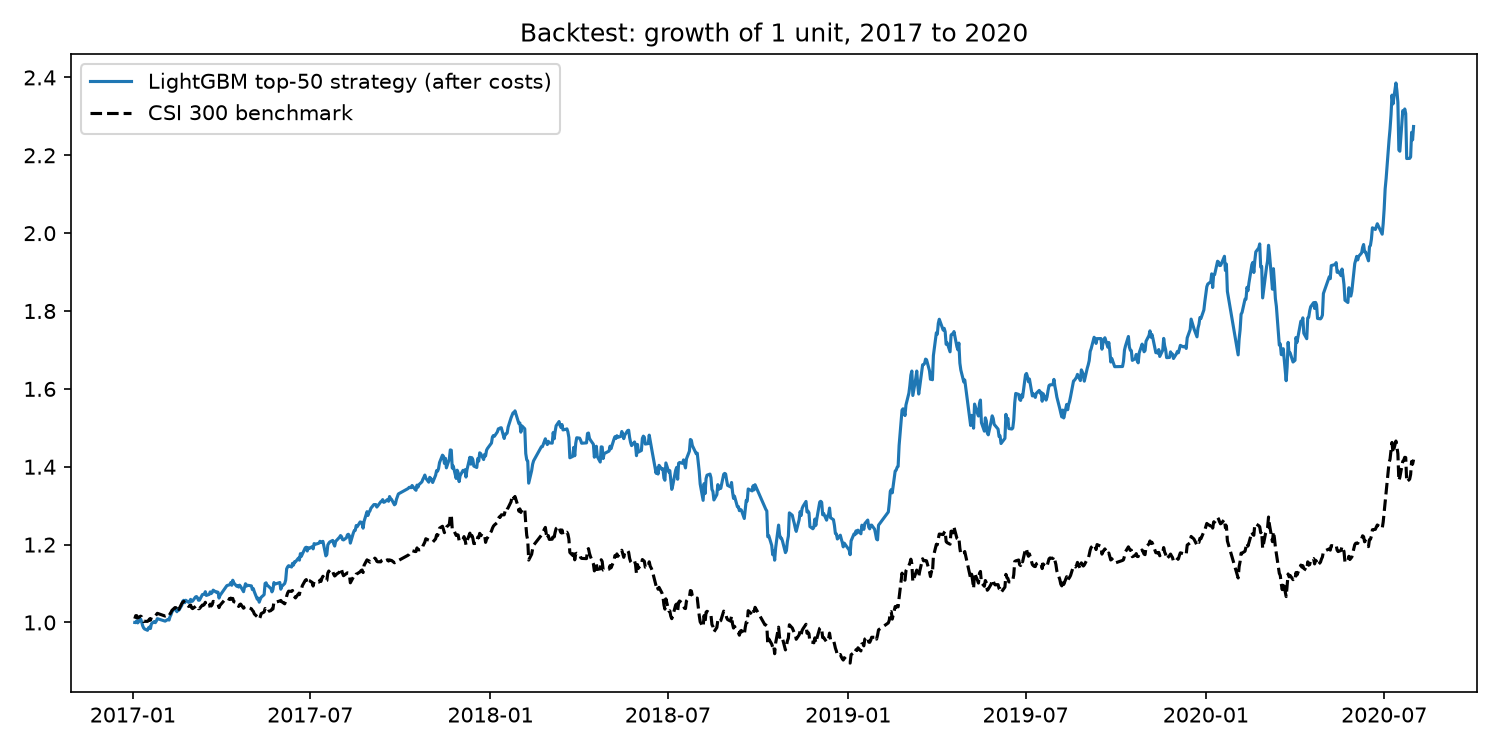 Backtest: growth of 1 unit, 2017 to 2020
LightGBM top-50 strategy (after costs)
CSI 300 benchmark
2.4
2.2
2.0
1.8
1.6
1.4
1.2
1.0
2017-01 2017-07 2018-01 2018-07 2019-01 2019-07 2020-01 2020-07